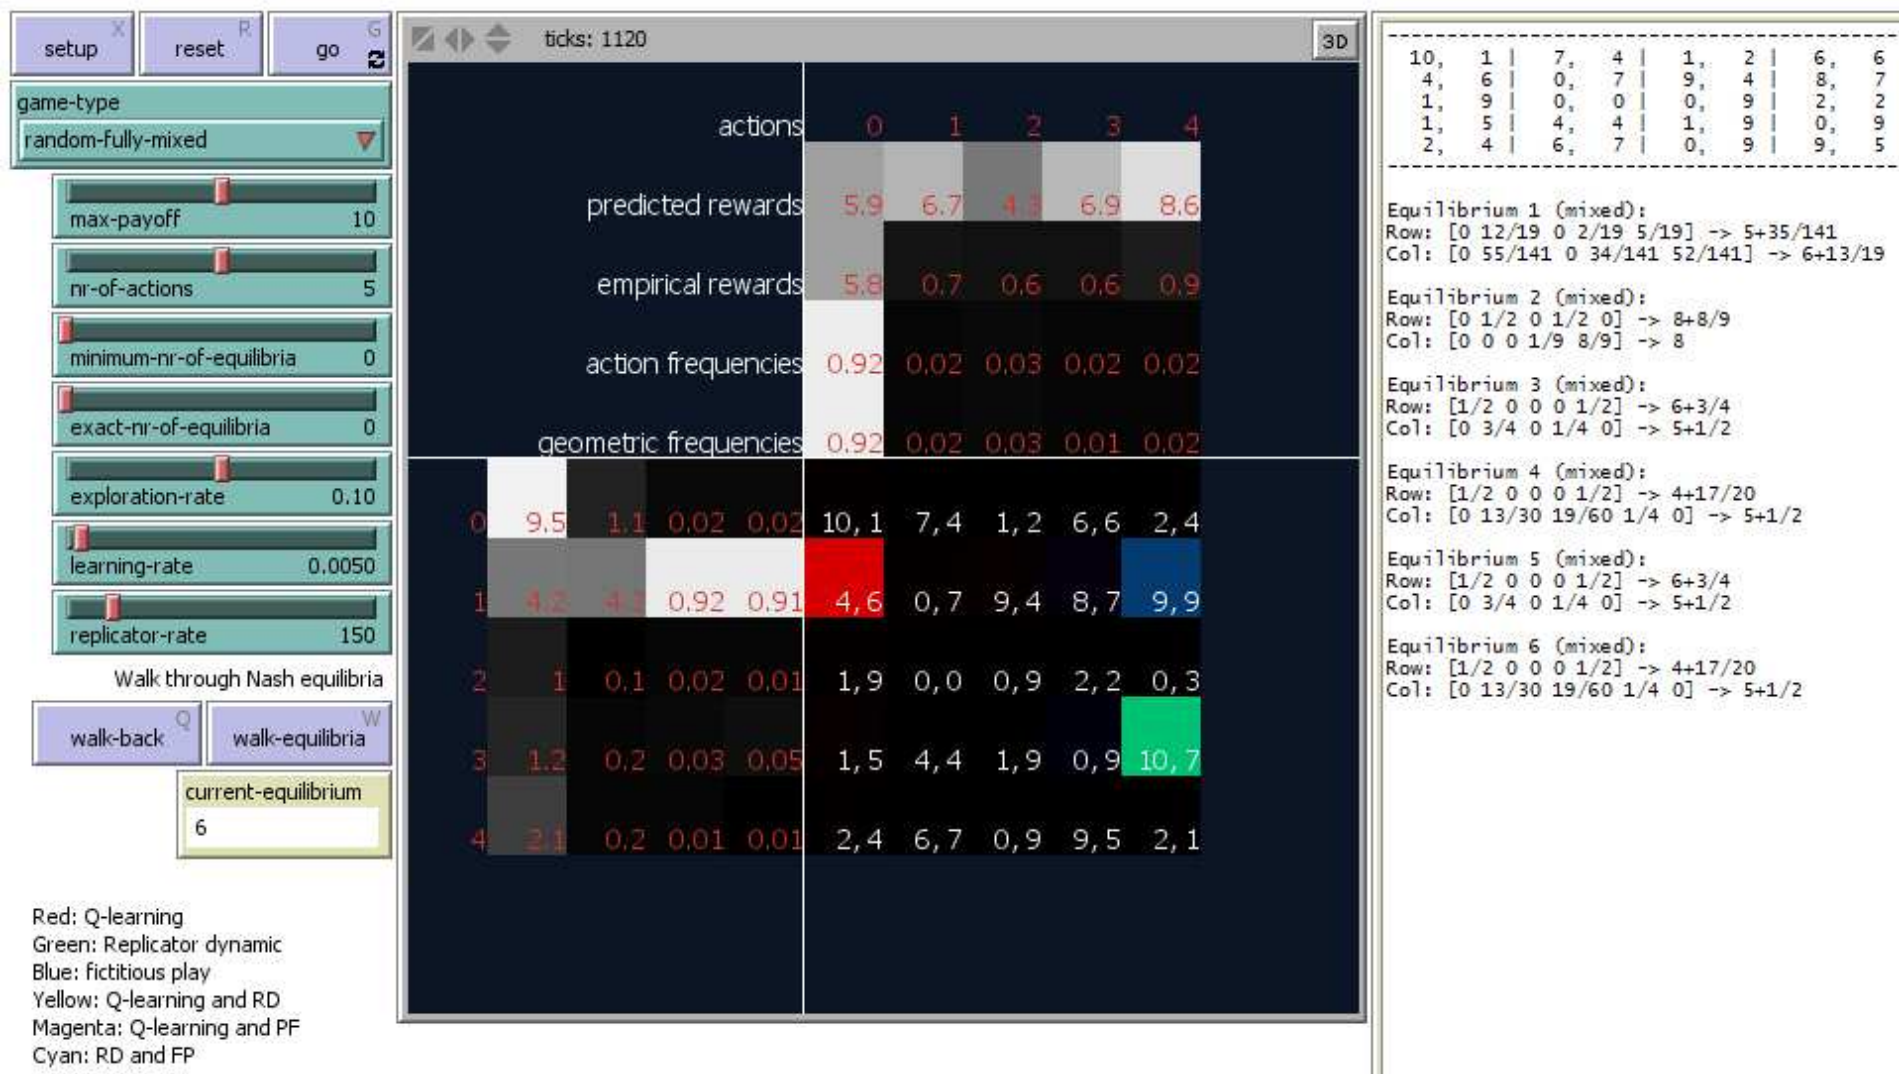 setup X
reset R
go G
ticks: 1120
3D
game-type
random-fully-mixed
max-payoff 10
nr-of-actions 5
minimum-nr-of-equilibria 0
exact-nr-of-equilibria 0
exploration-rate 0.10
learning-rate 0.0050
replicator-rate 150
Walk through Nash equilibria
walk-back Q
walk-equilibria W
current-equilibrium
6
Red: Q-learning
Green: Replicator dynamic
Blue: fictitious play
Yellow: Q-learning and RD
Magenta: Q-learning and PF
Cyan: RD and FP
actions 0 1 2 3 4
predicted rewards 5.9 6.7 4.3 6.9 8.6
empirical rewards 5.8 0.7 0.6 0.6 0.9
action frequencies 0.92 0.02 0.03 0.02 0.02
geometric frequencies 0.92 0.02 0.03 0.01 0.02
0 9.5 1.1 0.02 0.02 10, 1 7, 4 1, 2 6, 6 2, 4
1 4.2 0.92 0.91 4, 6 0, 7 9, 4 8, 7 9, 9
2 1 0.1 0.02 0.01 1, 9 0, 0 0, 9 2, 2 0, 3
3 1.2 0.2 0.03 0.05 1, 5 4, 4 1, 9 0, 9 10, 7
4 2.1 0.2 0.01 0.01 2, 4 6, 7 0, 9 9, 5 2, 1
10, 1 | 7, 4 | 1, 2 | 6, 6
4, 6 | 0, 7 | 9, 4 | 8, 7
1, 9 | 0, 0 | 0, 9 | 2, 2
1, 5 | 4, 4 | 1, 9 | 0, 9
2, 4 | 6, 7 | 0, 9 | 9, 5
Equilibrium 1 (mixed):
Row: [0 12/19 0 2/19 5/19] -> 5+35/141
Col: [0 55/141 0 34/141 52/141] -> 6+13/19
Equilibrium 2 (mixed):
Row: [0 1/2 0 1/2 0] -> 8+8/9
Col: [0 0 0 1/9 8/9] -> 8
Equilibrium 3 (mixed):
Row: [1/2 0 0 0 1/2] -> 6+3/4
Col: [0 3/4 0 1/4 0] -> 5+1/2
Equilibrium 4 (mixed):
Row: [1/2 0 0 0 1/2] -> 4+17/20
Col: [0 13/30 19/60 1/4 0] -> 5+1/2
Equilibrium 5 (mixed):
Row: [1/2 0 0 0 1/2] -> 6+3/4
Col: [0 3/4 0 1/4 0] -> 5+1/2
Equilibrium 6 (mixed):
Row: [1/2 0 0 0 1/2] -> 4+17/20
Col: [0 13/30 19/60 1/4 0] -> 5+1/2